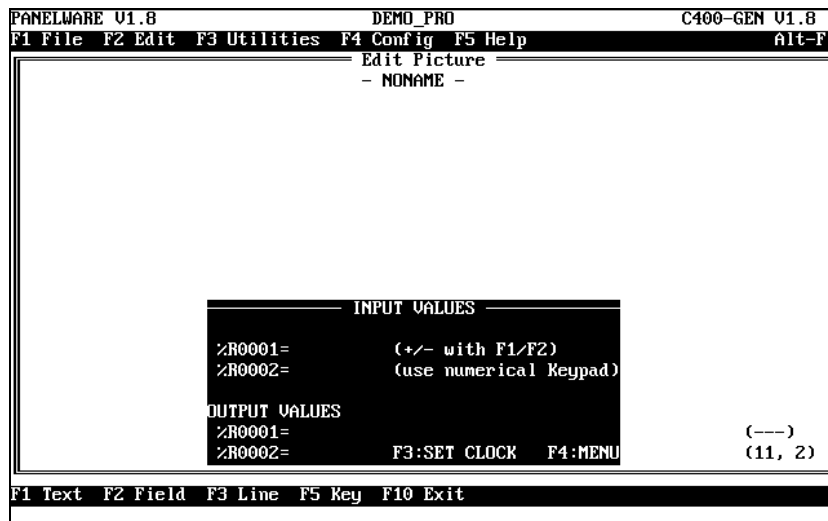 PANELWARE V1.8 DEMO_PRO C400-GEN V1.8
F1 File F2 Edit F3 Utilities F4 Config F5 Help Alt-F
Edit Picture
- NONAME -
INPUT VALUES
%R0001= (+/- with F1/F2)
%R0002= (use numerical Keypad)
OUTPUT VALUES
%R0001= (---)
%R0002= F3:SET CLOCK F4:MENU (11, 2)
F1 Text F2 Field F3 Line F5 Key F10 Exit